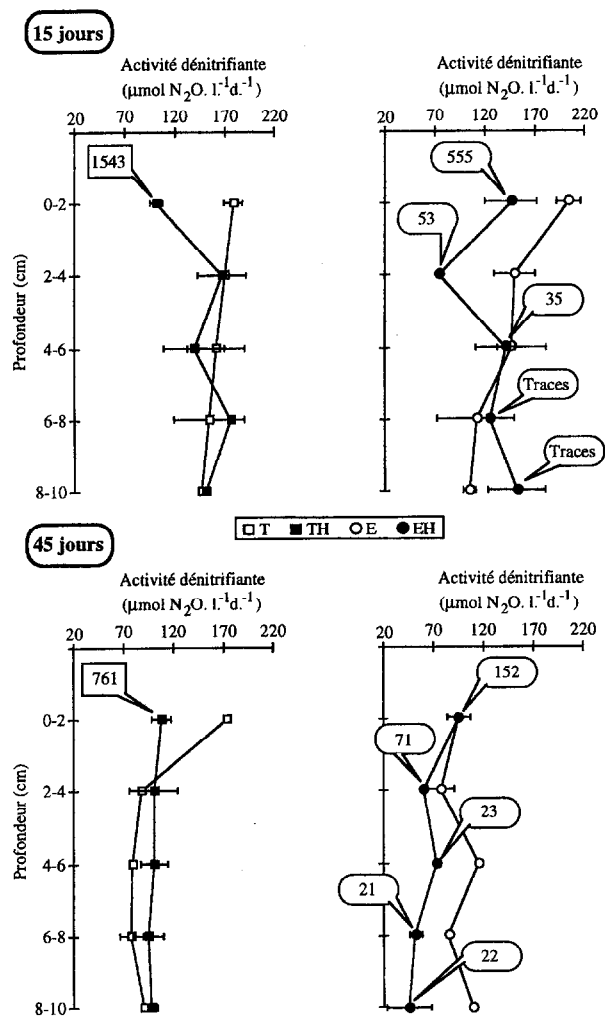 15 jours
Activité dénitrifiante
(µmol N2O. l.-1d.-1)
20 70 120 170 220
Activité dénitrifiante
(µmol N2O. l.-1d.-1)
20 70 120 170 220
Profondeur (cm)
0-2
2-4
4-6
6-8
8-10
1543
555
53
35
Traces
Traces
T TH E EH
45 jours
Activité dénitrifiante
(µmol N2O. l.-1d.-1)
20 70 120 170 220
Activité dénitrifiante
(µmol N2O. l.-1d.-1)
20 70 120 170 220
Profondeur (cm)
0-2
2-4
4-6
6-8
8-10
761
152
71
23
21
22